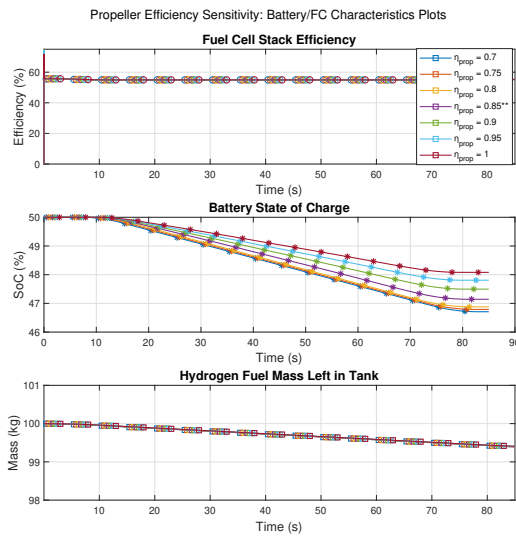 Propeller Efficiency Sensitivity: Battery/FC Characteristics Plots
Fuel Cell Stack Efficiency
Efficiency (%)
0
20
40
60
0
10
20
30
40
50
60
70
80
Time (s)
η_prop = 0.7
η_prop = 0.75
η_prop = 0.8
η_prop = 0.85**
η_prop = 0.9
η_prop = 0.95
η_prop = 1
Battery State of Charge
SoC (%)
50
49
48
47
46
0
10
20
30
40
50
60
70
80
90
Time (s)
Hydrogen Fuel Mass Left in Tank
Mass (kg)
101
100
99
98
0
10
20
30
40
50
60
70
80
Time (s)